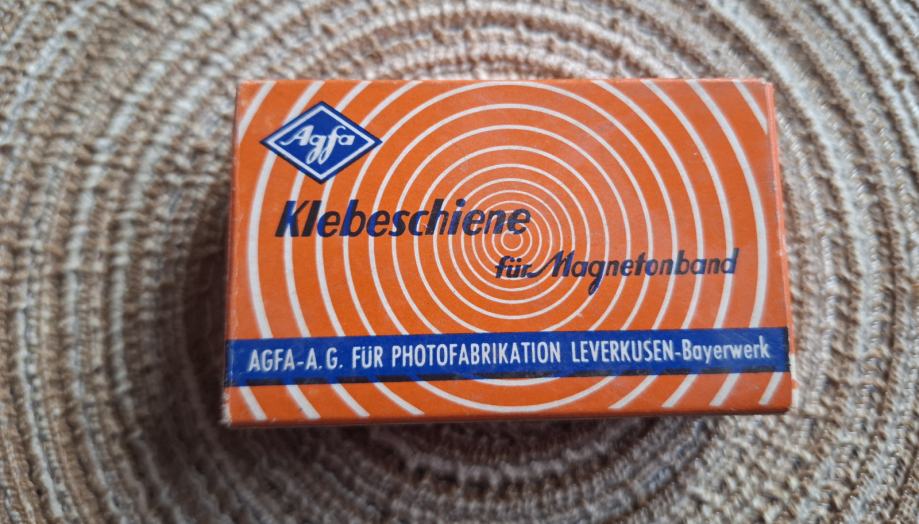 Agfa
Klebeschiene
für Magnetonband
AGFA-A.G. FÜR PHOTOFABRIKATION LEVERKUSEN-Bayerwerk